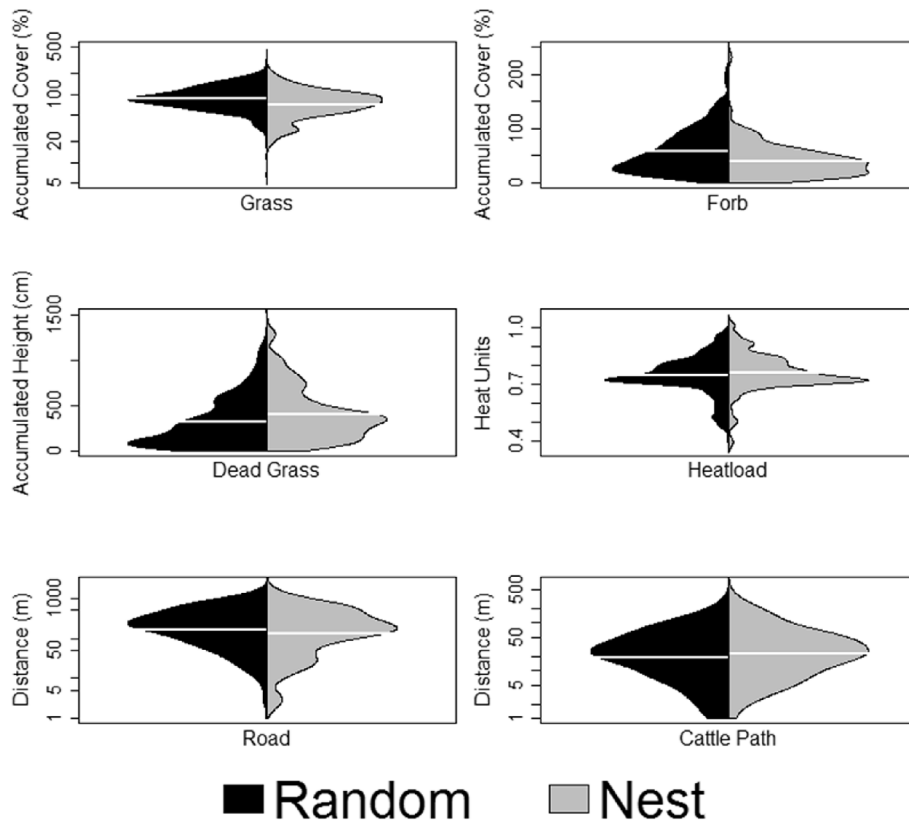 Accumulated Cover (%)
500
100
20
5
Grass
Accumulated Cover (%)
200
100
0
Forb
Accumulated Height (cm)
1500
500
0
Dead Grass
Heat Units
1.0
0.7
0.4
Heatload
Distance (m)
1000
50
5
1
Road
Distance (m)
500
50
5
1
Cattle Path
Random
Nest